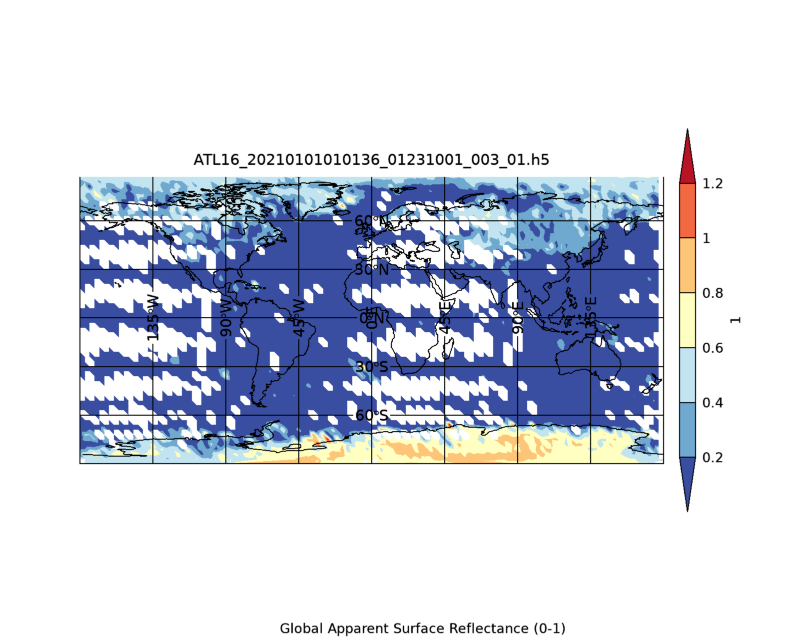 ATL16_20210101010136_01231001_003_01.h5
1.2
1
0.8
0.6
0.4
0.2
1
60°N
30°N
0°N
30°S
60°S
135°W
90°W
45°W
0°E
45°E
90°E
135°E
Global Apparent Surface Reflectance (0-1)